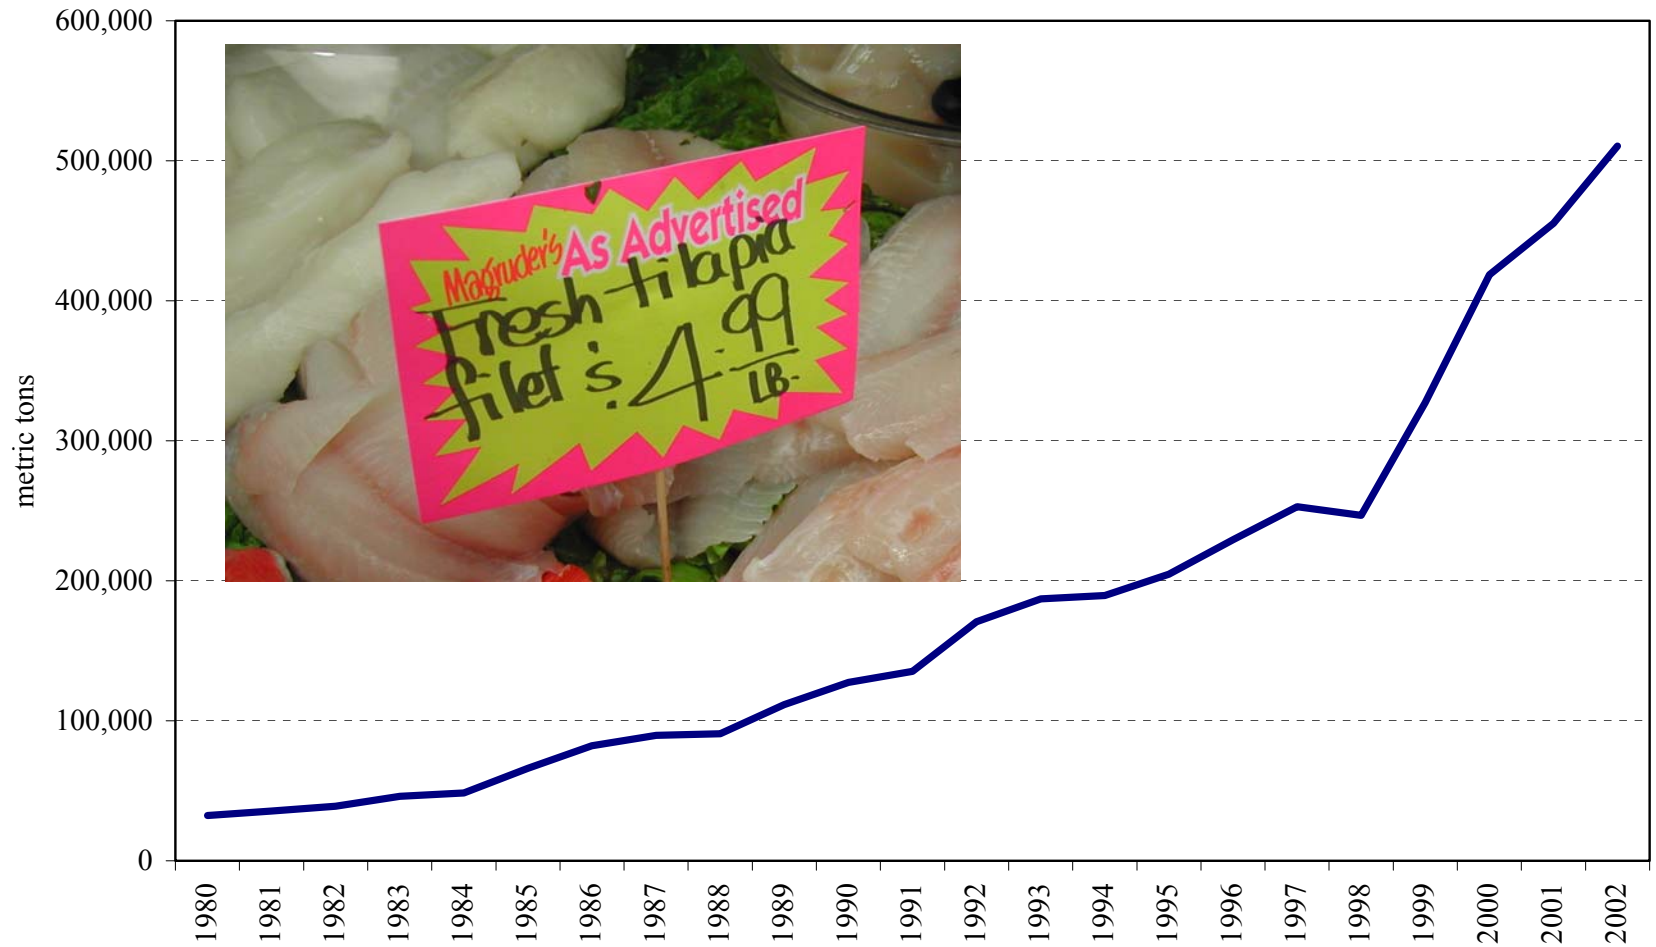 600,000
500,000
400,000
300,000
200,000
100,000
0
metric tons
Magruder's As Advertised
Fresh tilapia
filet's $4.99
LB.
1980 1981 1982 1983 1984 1985 1986 1987 1988 1989 1990 1991 1992 1993 1994 1995 1996 1997 1998 1999 2000 2001 2002